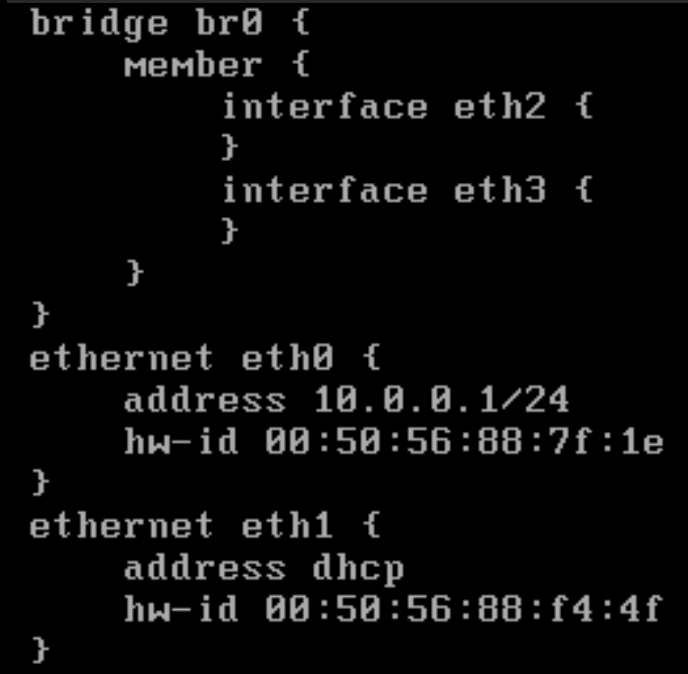 bridge br0 {
member {
interface eth2 {
}
interface eth3 {
}
}
}
ethernet eth0 {
address 10.0.0.1/24
hw-id 00:50:56:88:7f:1e
}
ethernet eth1 {
address dhcp
hw-id 00:50:56:88:f4:4f
}